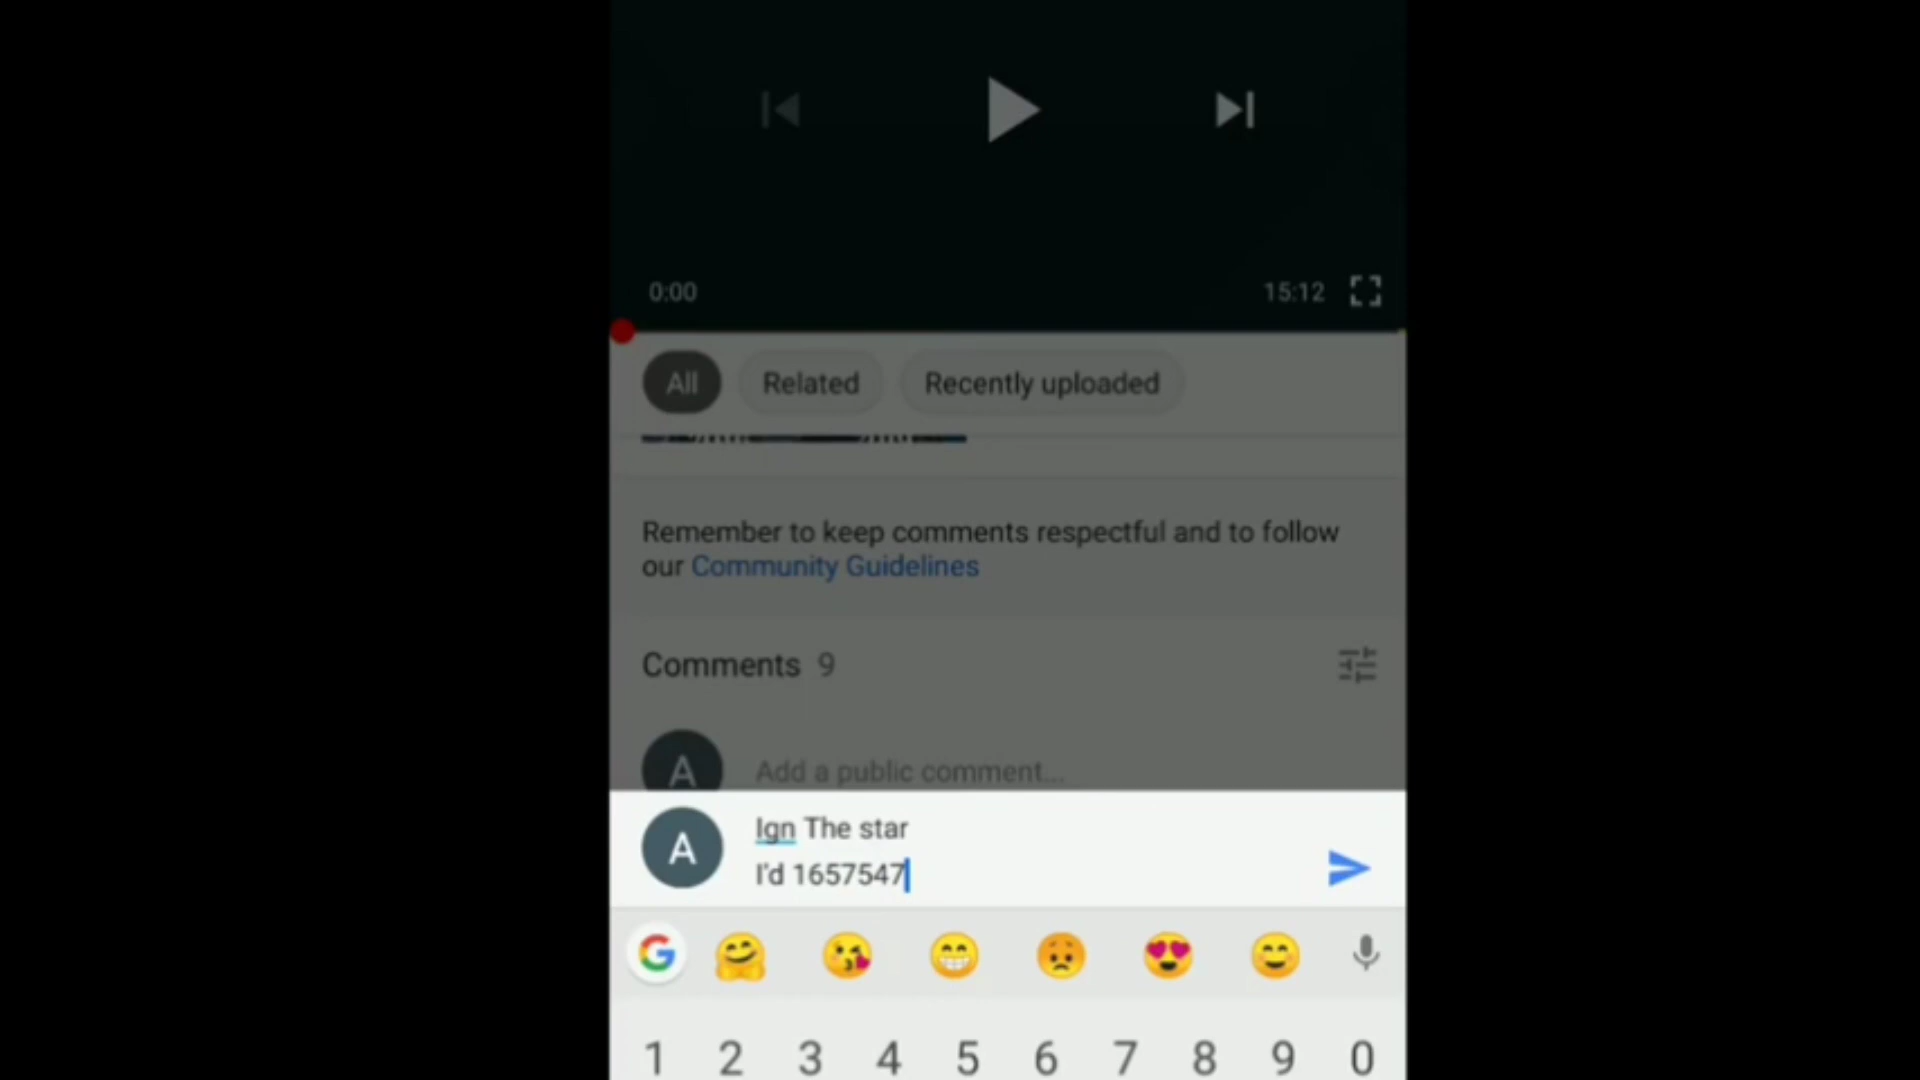 0:00
15:12
All
Related
Recently uploaded
Remember to keep comments respectful and to follow
our Community Guidelines
Comments 9
A
Add a public comment...
A
Ign The star
I'd 1657547
G
1 2 3 4 5 6 7 8 9 0